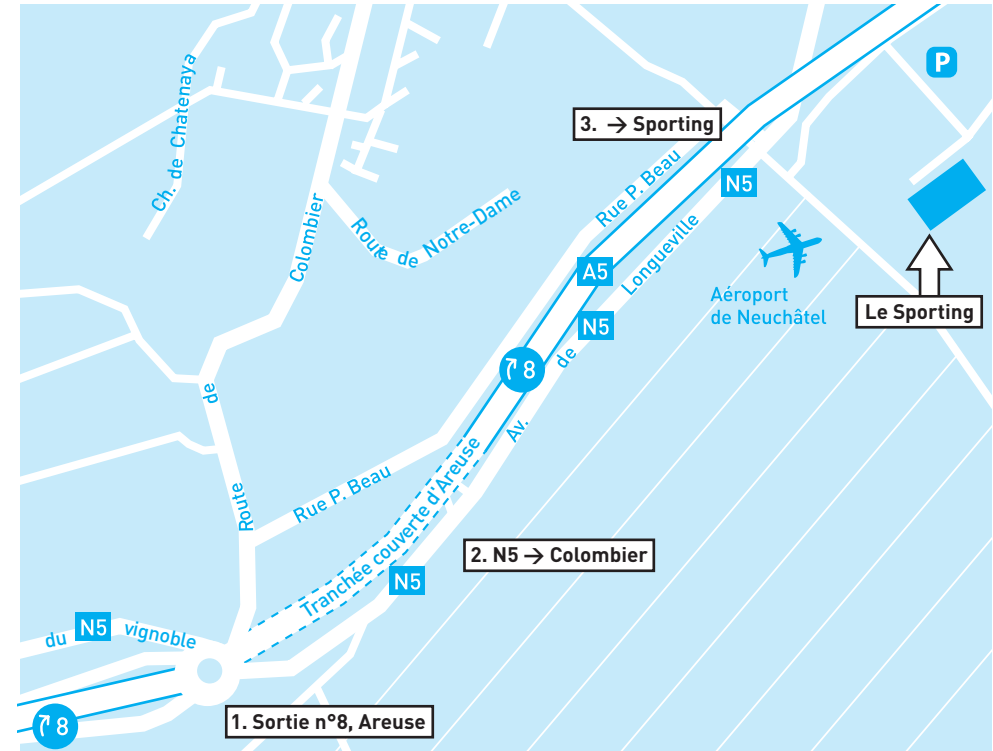 P
Ch. de Chatenaya
3. → Sporting
Rue P. Beau
N5
Route de Notre-Dame
Colombier
Longueville
A5
Aéroport
de Neuchâtel
Le Sporting
N5
8
de
de
Av.
Rue P. Beau
Route
Tranchée couverte d'Areuse
2. N5 → Colombier
N5
du N5 vignoble
8
1. Sortie n°8, Areuse